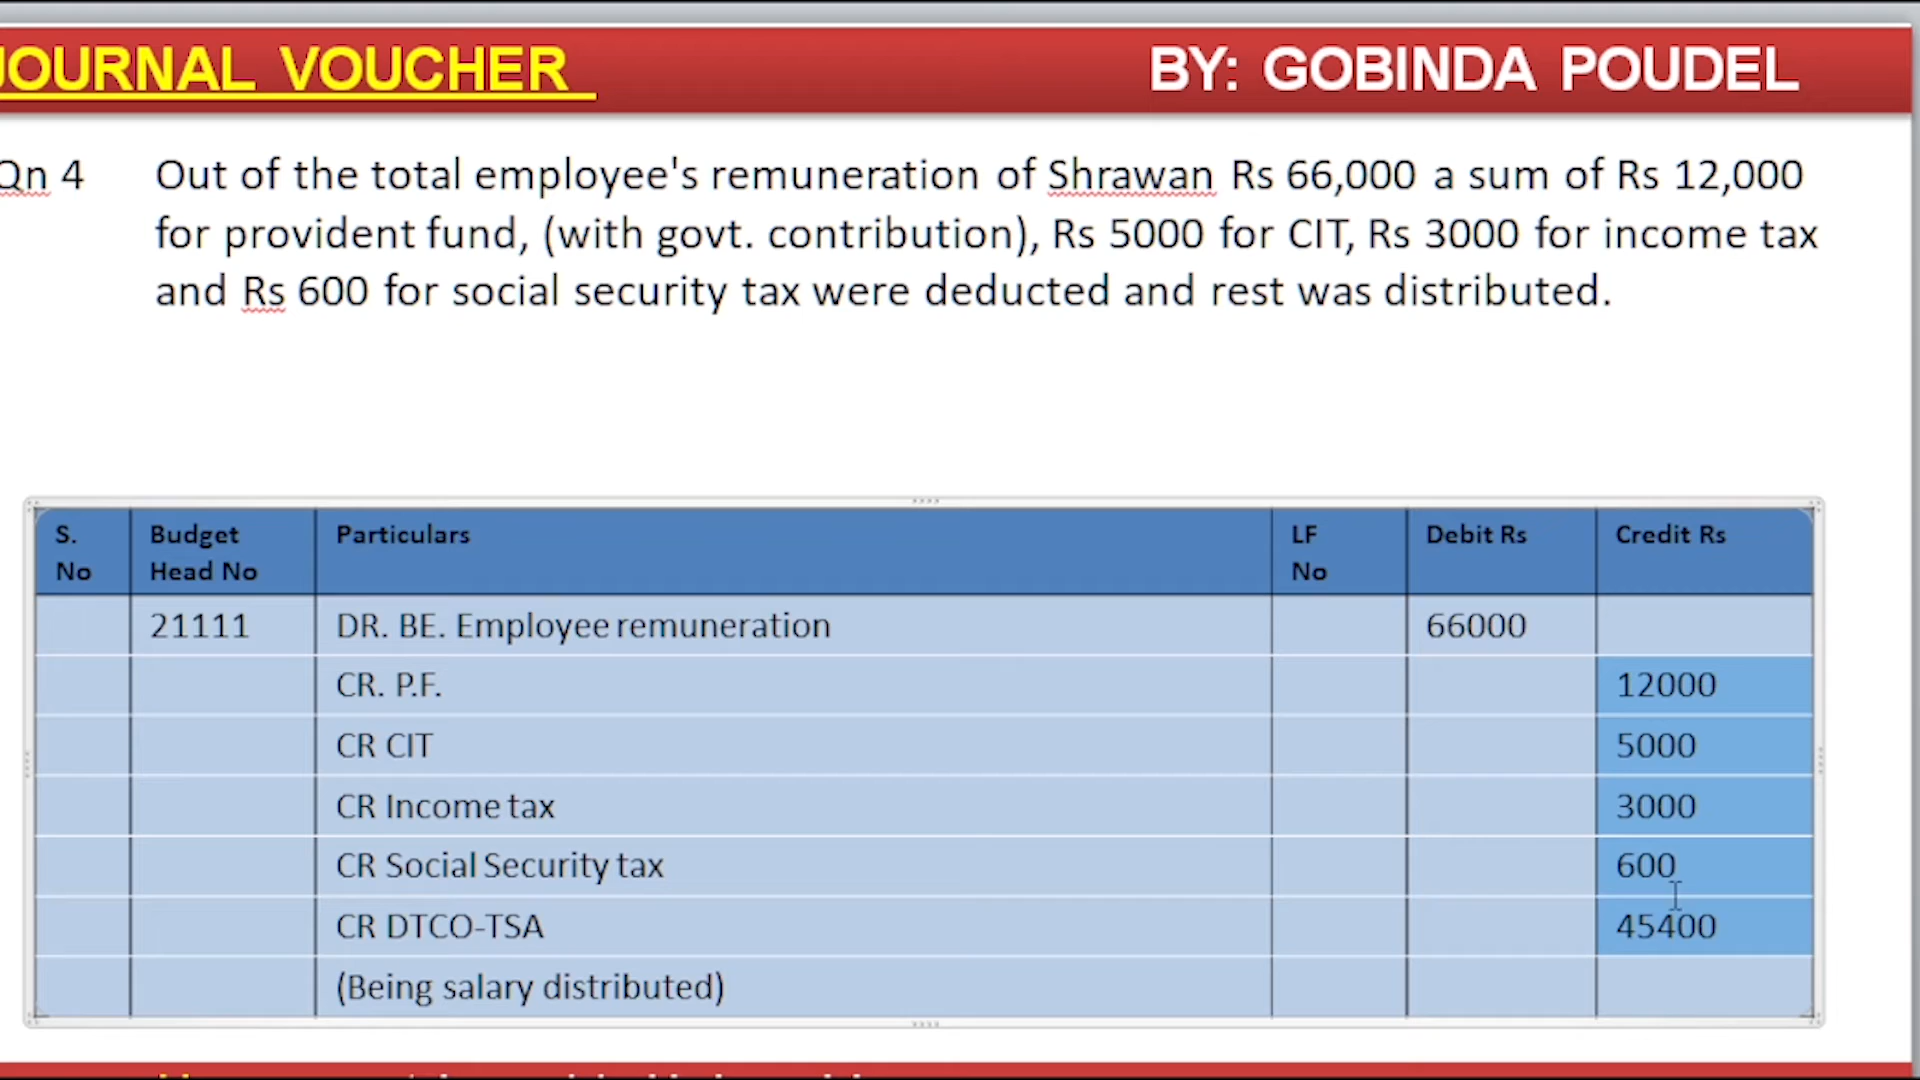 JOURNAL VOUCHER BY: GOBINDA POUDEL
Qn 4 Out of the total employee's remuneration of Shrawan Rs 66,000 a sum of Rs 12,000
for provident fund, (with govt. contribution), Rs 5000 for CIT, Rs 3000 for income tax
and Rs 600 for social security tax were deducted and rest was distributed.
S. No Budget Head No Particulars LF No Debit Rs Credit Rs
21111 DR. BE. Employee remuneration 66000
CR. P.F. 12000
CR CIT 5000
CR Income tax 3000
CR Social Security tax 600
CR DTCO-TSA 45400
(Being salary distributed)